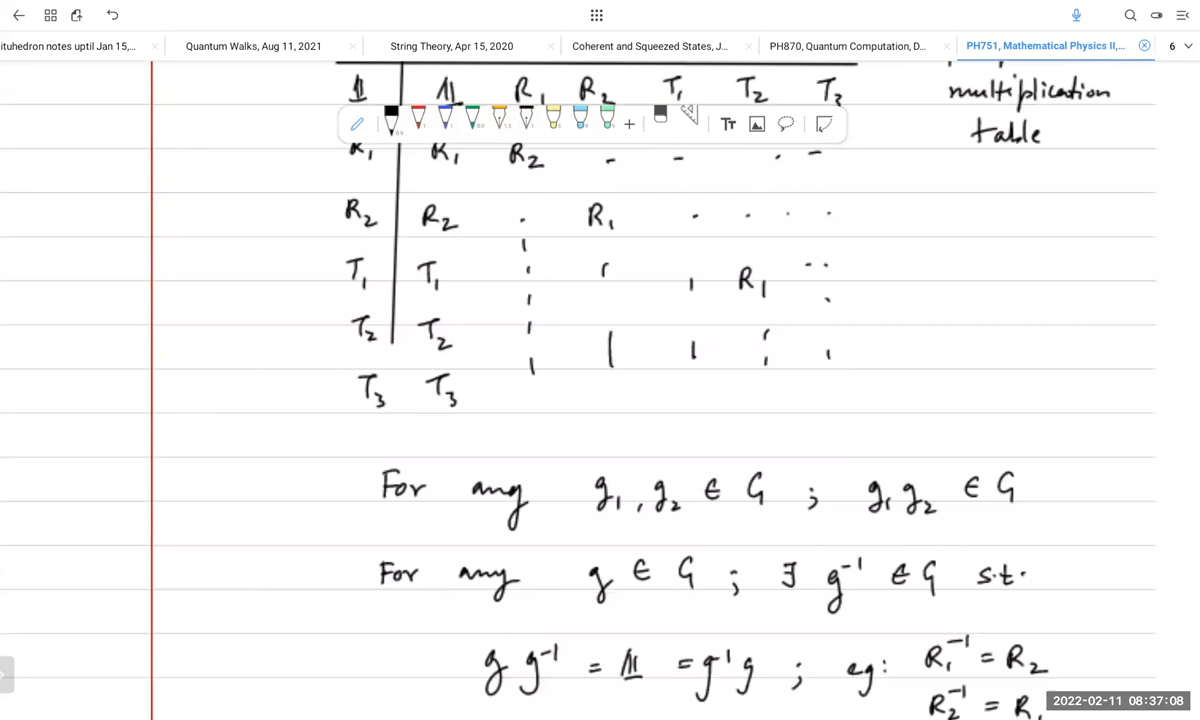 ituhedron notes uptil Jan 15,... Quantum Walks, Aug 11, 2021 String Theory, Apr 15, 2020 Coherent and Squeezed States, J... PH870, Quantum Computation, D... PH751, Mathematical Physics II,... 6
𝟙 𝟙 R₁ R₂ T₁ T₂ T₃
multiplication
table
R₁ R₁ R₂ . - . -
R₂ R₂ . R₁ . . . . .
T₁ T₁ R₁
T₂ T₂
T₃ T₃
For any g₁, g₂ ∈ G ; g₁ g₂ ∈ G
For any g ∈ G ; ∃ g⁻¹ ∈ G s.t.
g g⁻¹ = 𝟙 = g⁻¹g ; eg: R₁⁻¹ = R₂
R₂⁻¹ = R₁
2022-02-11 08:37:08